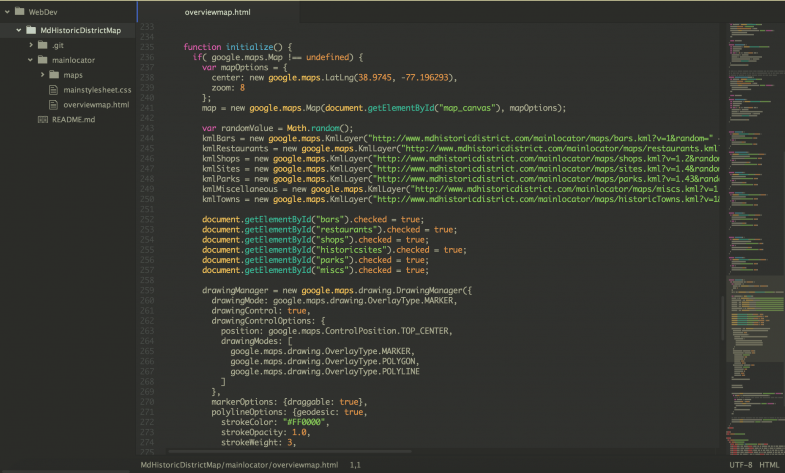 WebDev
MdHistoricDistrictMap
.git
mainlocator
maps
mainstylesheet.css
overviewmap.html
README.md
overviewmap.html
233
234
235 function initialize() {
236 if( google.maps.Map !== undefined) {
237 var mapOptions = {
238 center: new google.maps.LatLng(38.9745, -77.196293),
239 zoom: 8
240 };
241 map = new google.maps.Map(document.getElementById("map_canvas"), mapOptions);
242
243 var randomValue = Math.random();
244 kmlBars = new google.maps.KmlLayer("http://www.mdhistoricdistrict.com/mainlocator/maps/bars.kml?v=1&random=" +
245 kmlRestaurants = new google.maps.KmlLayer("http://www.mdhistoricdistrict.com/mainlocator/maps/restaurants.kml
246 kmlShops = new google.maps.KmlLayer("http://www.mdhistoricdistrict.com/mainlocator/maps/shops.kml?v=1.2&random
247 kmlSites = new google.maps.KmlLayer("http://www.mdhistoricdistrict.com/mainlocator/maps/sites.kml?v=1.4&random
248 kmlParks = new google.maps.KmlLayer("http://www.mdhistoricdistrict.com/mainlocator/maps/parks.kml?v=1.43&rand
249 kmlMiscellaneous = new google.maps.KmlLayer("http://www.mdhistoricdistrict.com/mainlocator/maps/miscs.kml?v=1
250 kmlTowns = new google.maps.KmlLayer("http://www.mdhistoricdistrict.com/mainlocator/maps/historicTowns.kml?v=1&
251
252 document.getElementById("bars").checked = true;
253 document.getElementById("restaurants").checked = true;
254 document.getElementById("shops").checked = true;
255 document.getElementById("historicsites").checked = true;
256 document.getElementById("parks").checked = true;
257 document.getElementById("miscs").checked = true;
258
259 drawingManager = new google.maps.drawing.DrawingManager({
260 drawingMode: google.maps.drawing.OverlayType.MARKER,
261 drawingControl: true,
262 drawingControlOptions: {
263 position: google.maps.ControlPosition.TOP_CENTER,
264 drawingModes: [
265 google.maps.drawing.OverlayType.MARKER,
266 google.maps.drawing.OverlayType.POLYGON,
267 google.maps.drawing.OverlayType.POLYLINE
268 ]
269 },
270 markerOptions: {draggable: true},
271 polylineOptions: {geodesic: true,
272 strokeColor: "#FF0000",
273 strokeOpacity: 1.0,
274 strokeWeight: 3,
275
MdHistoricDistrictMap/mainlocator/overviewmap.html 1,1 UTF-8 HTML